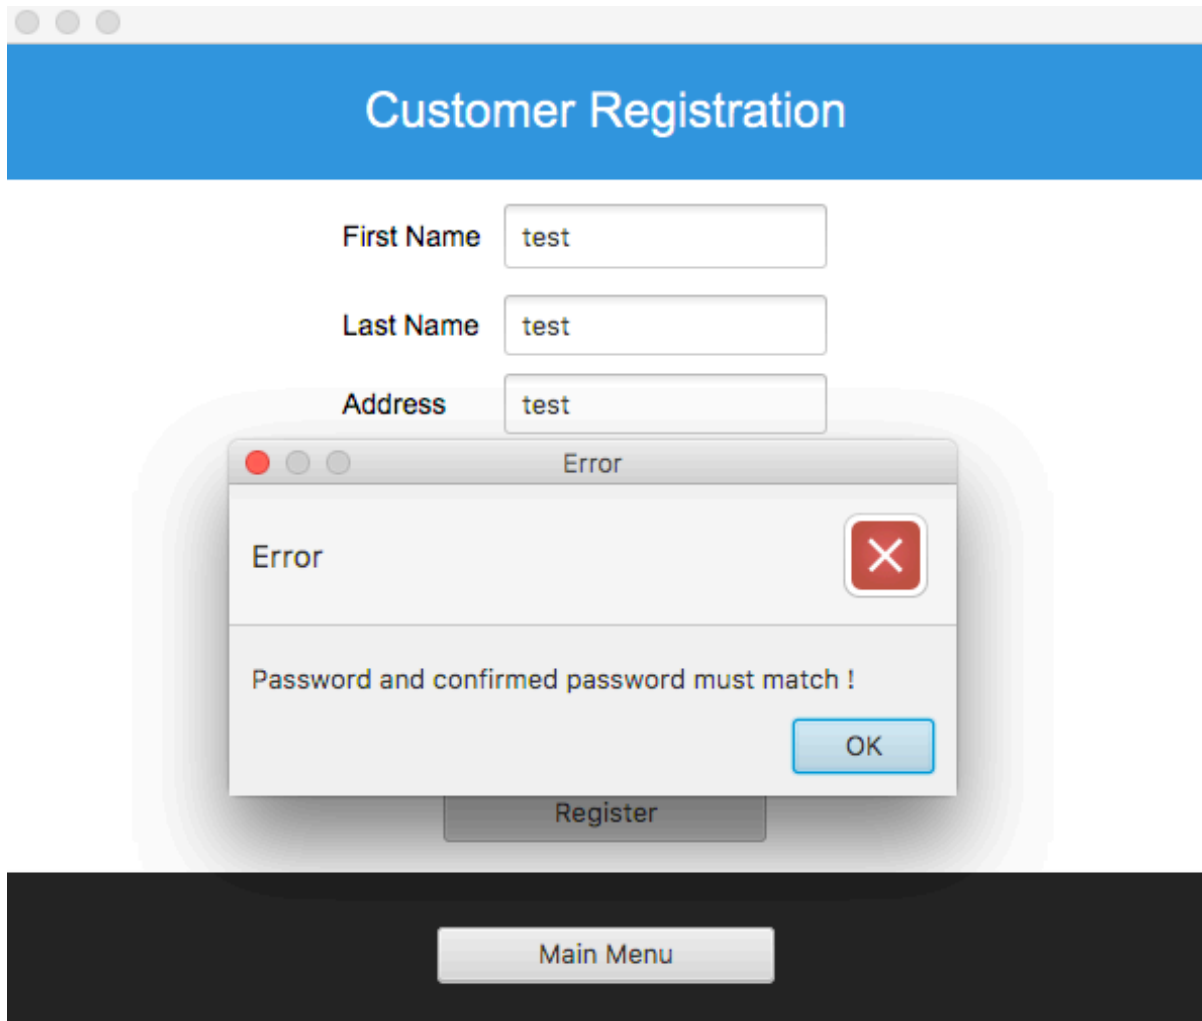 Customer Registration
First Name test
Last Name test
Address test
Error
Error
Password and confirmed password must match !
OK
Register
Main Menu